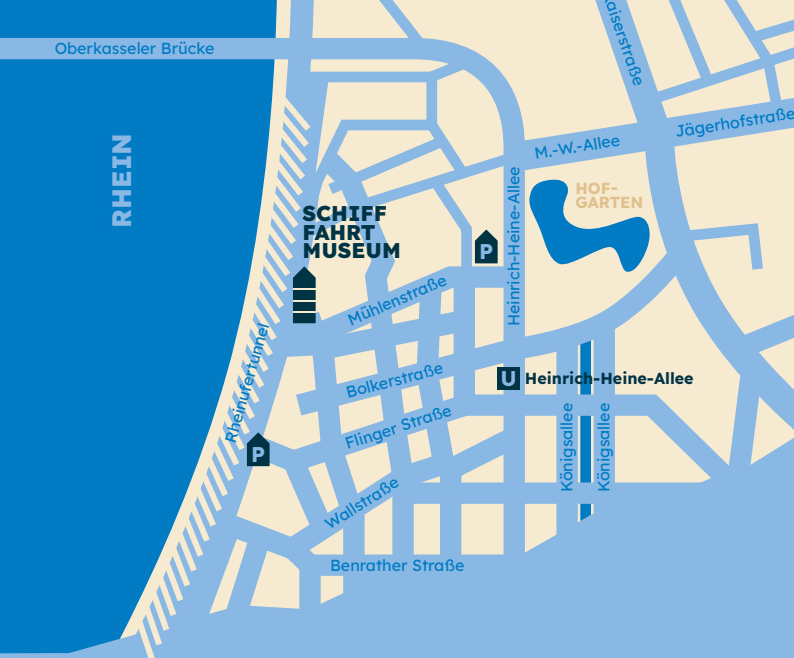 Kaiserstraße
Oberkasseler Brücke
Jägerhofstraße
M.-W.-Allee
RHEIN
HOF-
GARTEN
SCHIFF
FAHRT
MUSEUM
Heinrich-Heine-Allee
P
Mühlenstraße
Rheinufertunnel
Bolkerstraße
U Heinrich-Heine-Allee
Flinger Straße
Königsallee
Königsallee
P
Wallstraße
Benrather Straße